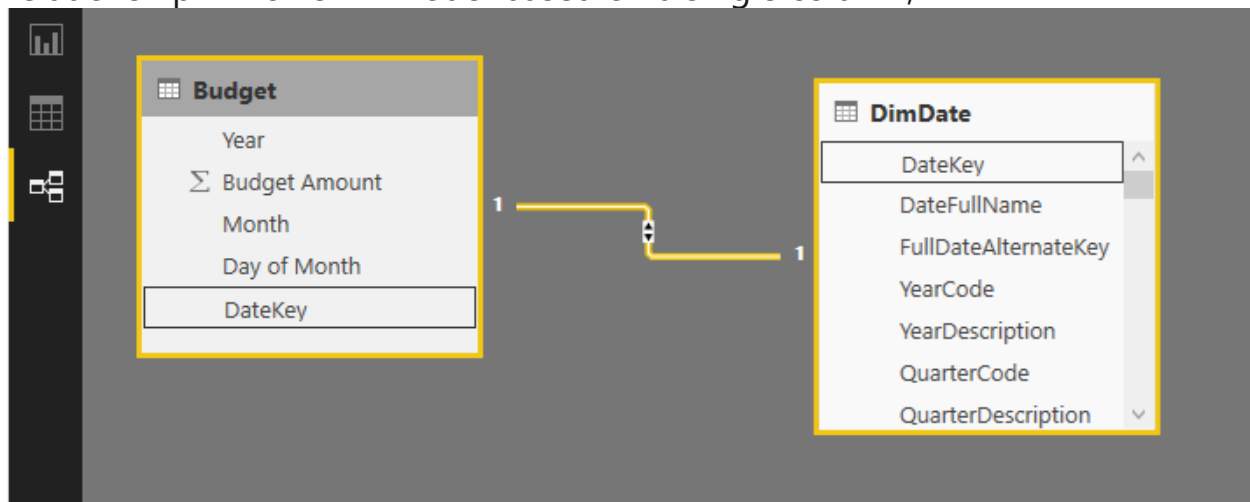 Budget
Year
Σ Budget Amount
Month
Day of Month
DateKey
1
1
DimDate
DateKey
DateFullName
FullDateAlternateKey
YearCode
YearDescription
QuarterCode
QuarterDescription